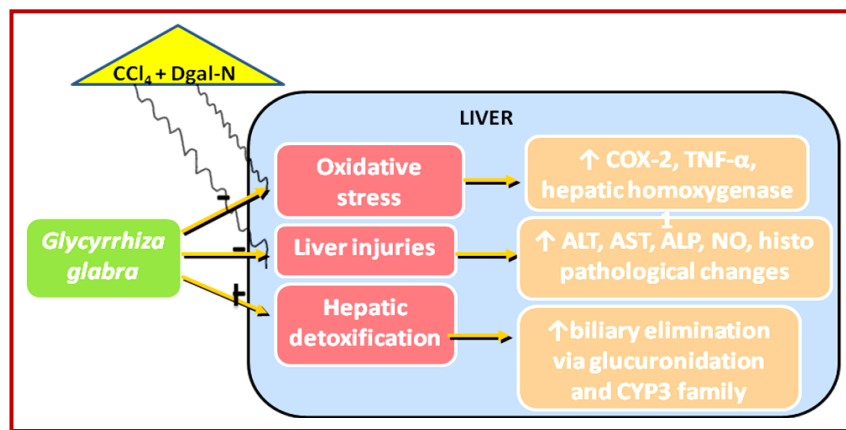 CCl₄ + Dgal-N
LIVER
Oxidative
stress
↑ COX-2, TNF-α,
hepatic homoxygenase
1
-
Glycyrrhiza
glabra
-
Liver injuries
↑ ALT, AST, ALP, NO, histo
pathological changes
+
Hepatic
detoxification
↑biliary elimination
via glucuronidation
and CYP3 family